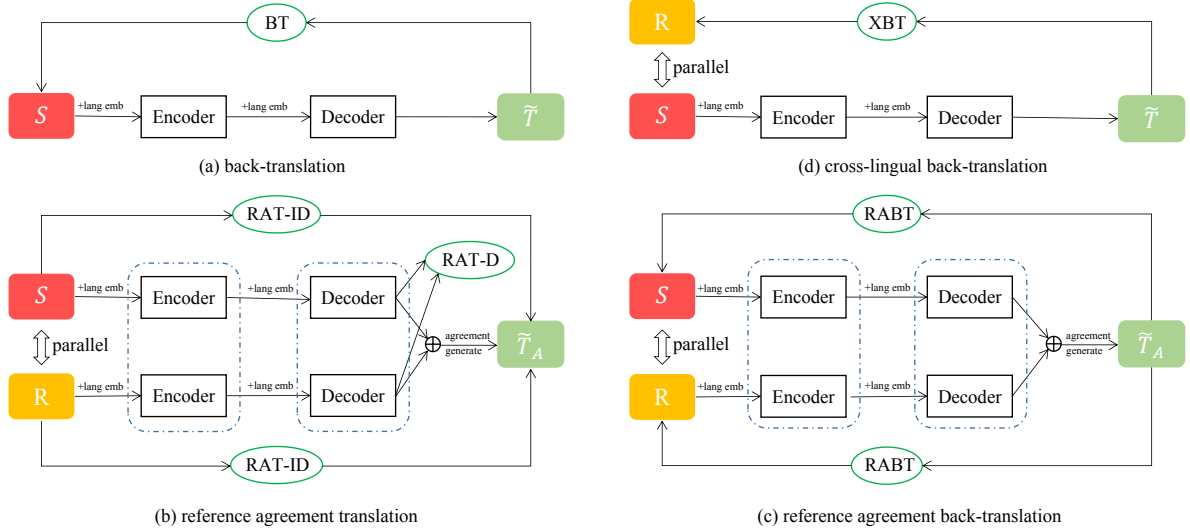 BT
S
+lang emb
Encoder
+lang emb
Decoder
T̃
(a) back-translation
R
XBT
parallel
S
+lang emb
Encoder
+lang emb
Decoder
T̃
(d) cross-lingual back-translation
RAT-ID
RAT-D
S
+lang emb
Encoder
+lang emb
Decoder
parallel
agreement
generate
T̃_A
R
+lang emb
Encoder
+lang emb
Decoder
RAT-ID
(b) reference agreement translation
RABT
S
+lang emb
Encoder
+lang emb
Decoder
parallel
agreement
generate
T̃_A
R
+lang emb
Encoder
+lang emb
Decoder
RABT
(c) reference agreement back-translation